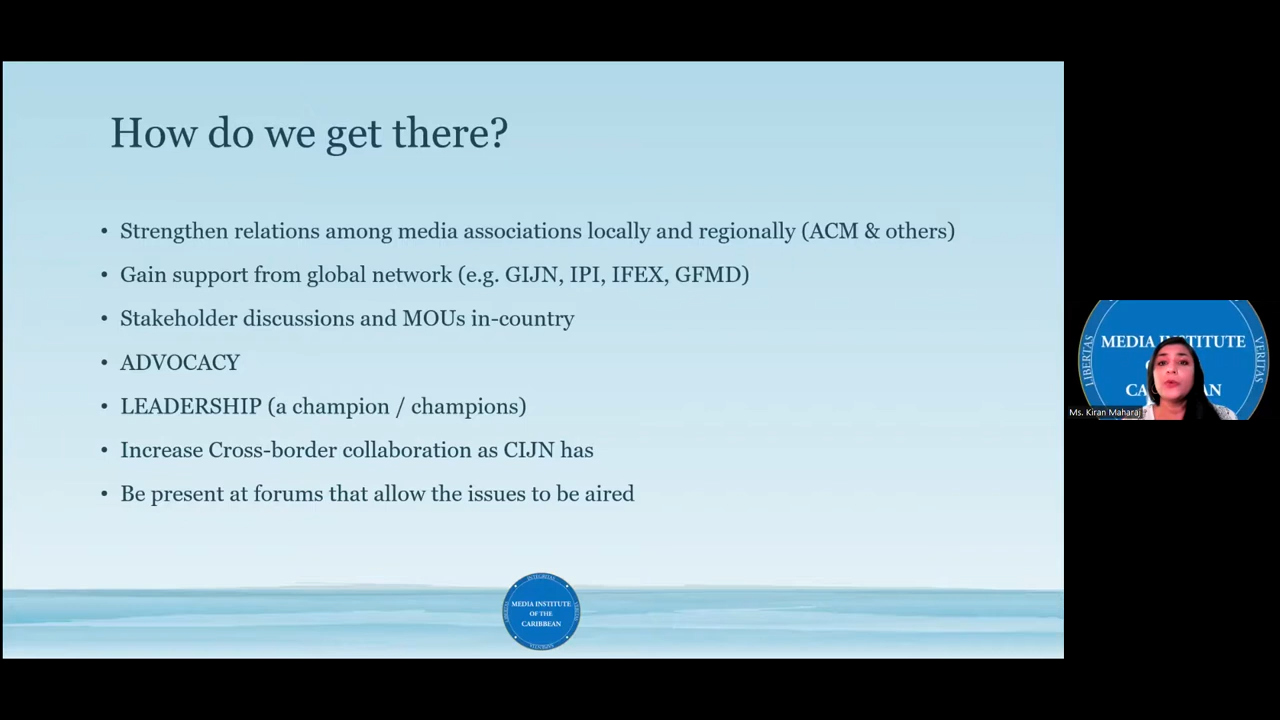 How do we get there?
• Strengthen relations among media associations locally and regionally (ACM & others)
• Gain support from global network (e.g. GIJN, IPI, IFEX, GFMD)
• Stakeholder discussions and MOUs in-country
• ADVOCACY
• LEADERSHIP (a champion / champions)
• Increase Cross-border collaboration as CIJN has
• Be present at forums that allow the issues to be aired
MEDIA INSTITUTE
OF THE
CARIBBEAN
LIBERTAS
VERITAS
MEDIA
TITUTE
CA
AN
Ms. Kiran Maharaj